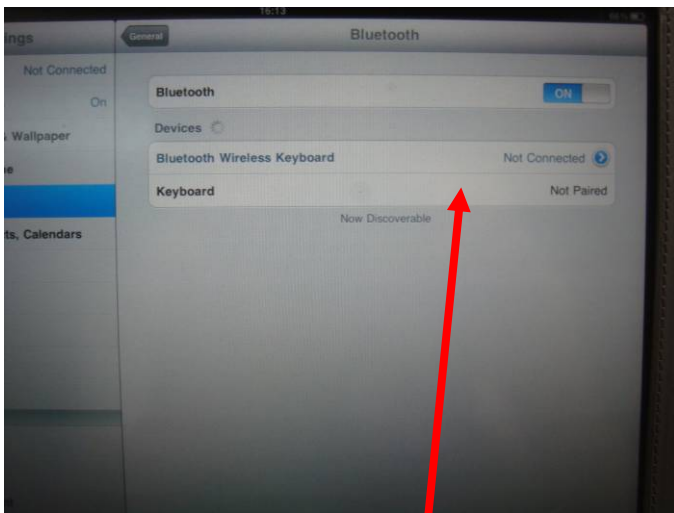 16:13
ings
General
Bluetooth
Not Connected
On
Wallpaper
ts, Calendars
Bluetooth
ON
Devices
Bluetooth Wireless Keyboard
Not Connected
Keyboard
Not Paired
Now Discoverable